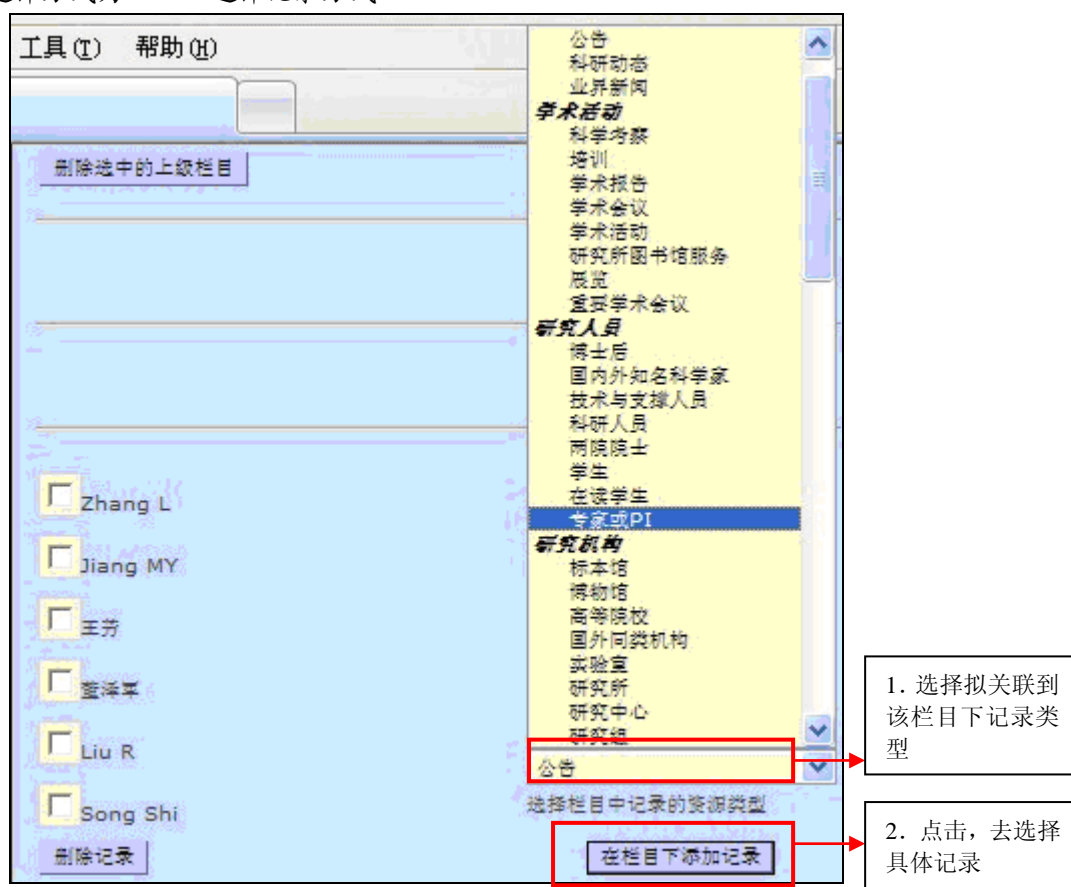 工具(T) 帮助(H)
删除选中的上级栏目
公告
科研动态
业界新闻
学术活动
科学考察
培训
学术报告
学术会议
学术活动
研究所图书馆服务
展览
重要学术会议
研究人员
博士后
国内外知名科学家
技术与支撑人员
科研人员
两院院士
学生
在读学生
专家或PI
研究机构
标本馆
博物馆
高等院校
国外同类机构
实验室
研究所
研究中心
研究组
公告
选择栏目中记录的资源类型
在栏目下添加记录
Zhang L
Jiang MY
王芳
Liu R
Song Shi
删除记录
1. 选择拟关联到
该栏目下记录类
型
2. 点击，去选择
具体记录